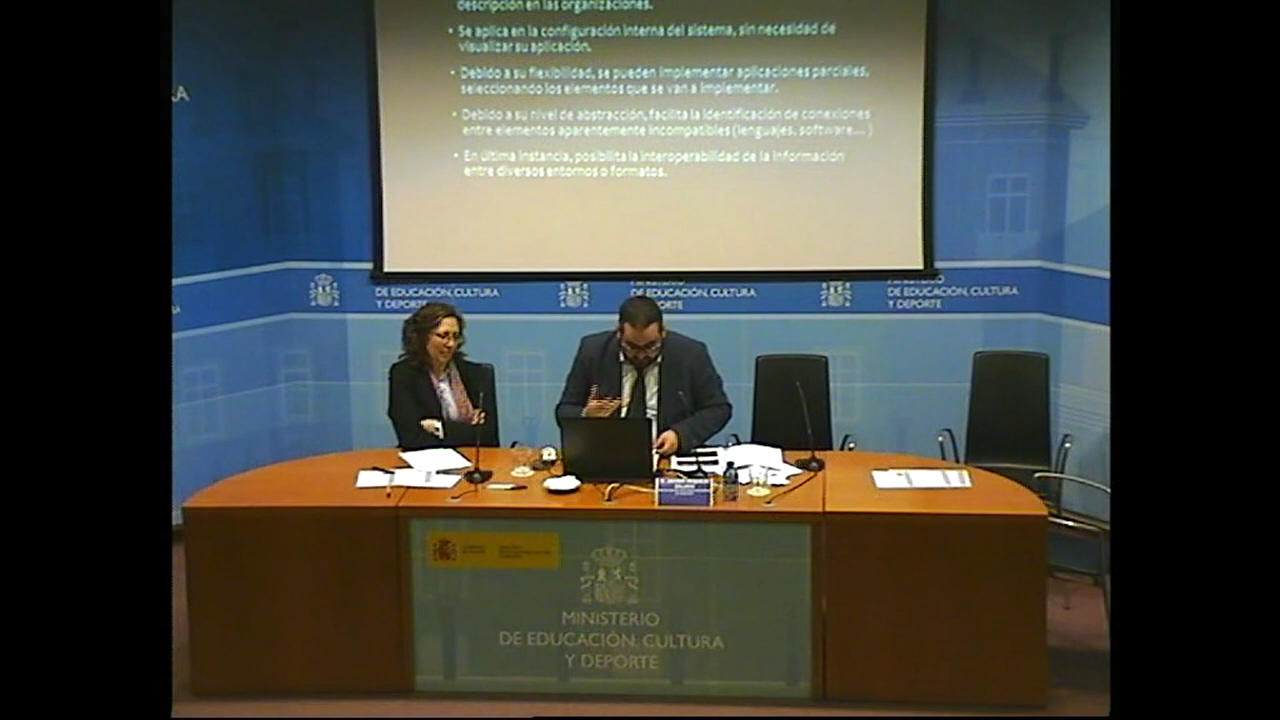 descripción en las organizaciones.
• Se aplica en la configuración interna del sistema, sin necesidad de
visualizar su aplicación.
• Debido a su flexibilidad, se pueden implementar aplicaciones parciales,
seleccionando los elementos que se van a implementar.
• Debido a su nivel de abstracción, facilita la identificación de conexiones
entre elementos aparentemente incompatibles (lenguajes, software... )
• En última instancia, posibilita la interoperabilidad de la información
entre diversos entornos o formatos.
DE EDUCACIÓN, CULTURA
Y DEPORTE
MINISTERIO
DE EDUCACIÓN, CULTURA
Y DEPORTE
MINISTERIO
DE EDUCACIÓN, CULTURA
Y DEPORTE
MINISTERIO
DE EDUCACIÓN, CULTURA
Y DEPORTE